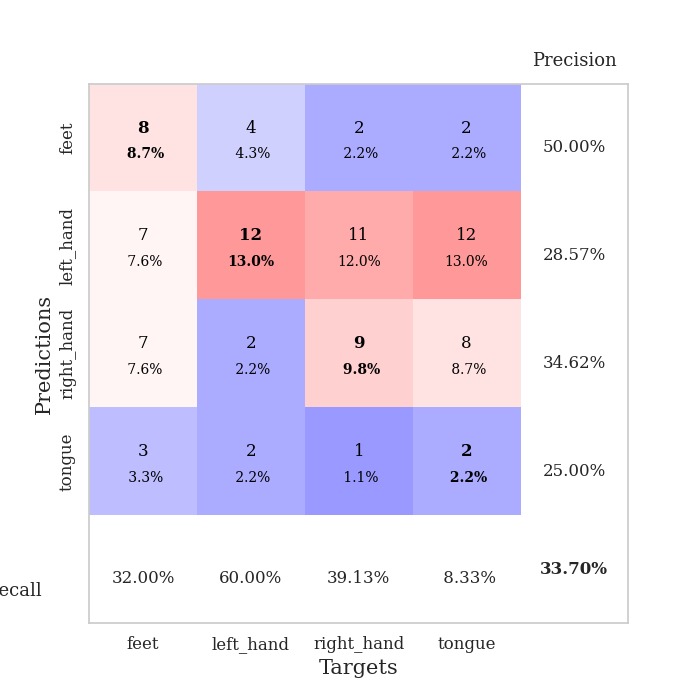 Precision
feet
8 4 2 2 50.00%
8.7% 4.3% 2.2% 2.2%
left_hand
7 12 11 12 28.57%
7.6% 13.0% 12.0% 13.0%
Predictions
right_hand
7 2 9 8 34.62%
7.6% 2.2% 9.8% 8.7%
tongue
3 2 1 2 25.00%
3.3% 2.2% 1.1% 2.2%
ecall 32.00% 60.00% 39.13% 8.33% 33.70%
feet left_hand right_hand tongue
Targets